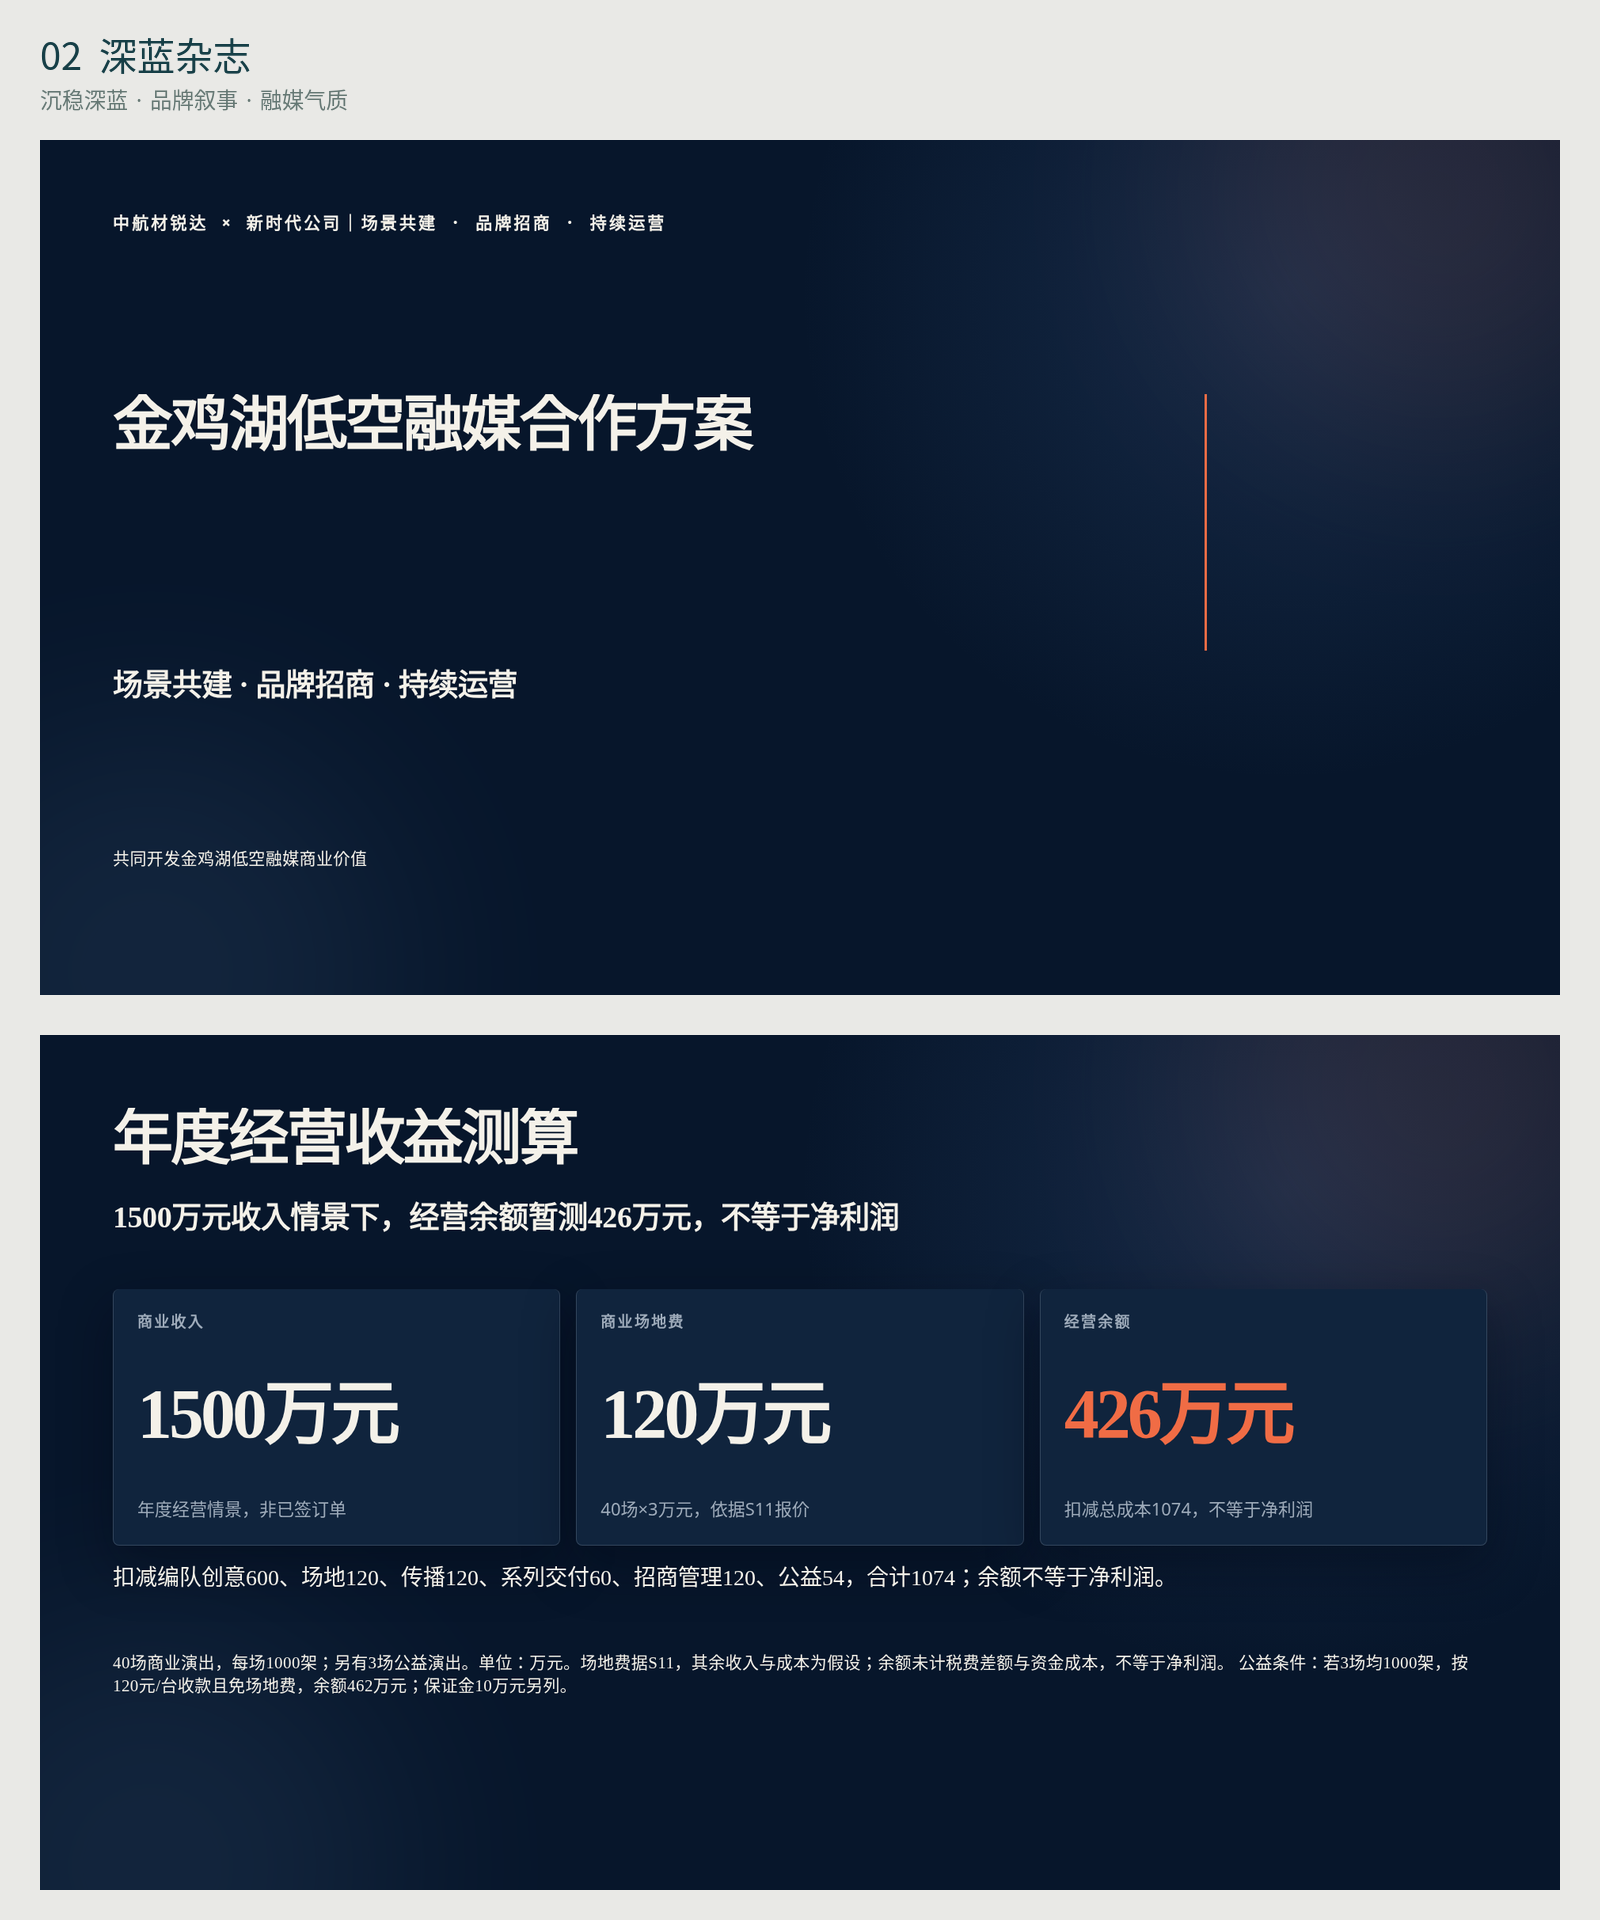 02 深蓝杂志
沉稳深蓝 · 品牌叙事 · 融媒气质
中航材锐达 × 新时代公司｜场景共建 · 品牌招商 · 持续运营
金鸡湖低空融媒合作方案
场景共建 · 品牌招商 · 持续运营
共同开发金鸡湖低空融媒商业价值
年度经营收益测算
1500万元收入情景下，经营余额暂测426万元，不等于净利润
商业收入
1500万元
年度经营情景，非已签订单
商业场地费
120万元
40场×3万元，依据S11报价
经营余额
426万元
扣减总成本1074，不等于净利润
扣减编队创意600、场地120、传播120、系列交付60、招商管理120、公益54，合计1074；余额不等于净利润。
40场商业演出，每场1000架；另有3场公益演出。单位：万元。场地费据S11，其余收入与成本为假设；余额未计税费差额与资金成本，不等于净利润。 公益条件：若3场均1000架，按
120元/台收款且免场地费，余额462万元；保证金10万元另列。